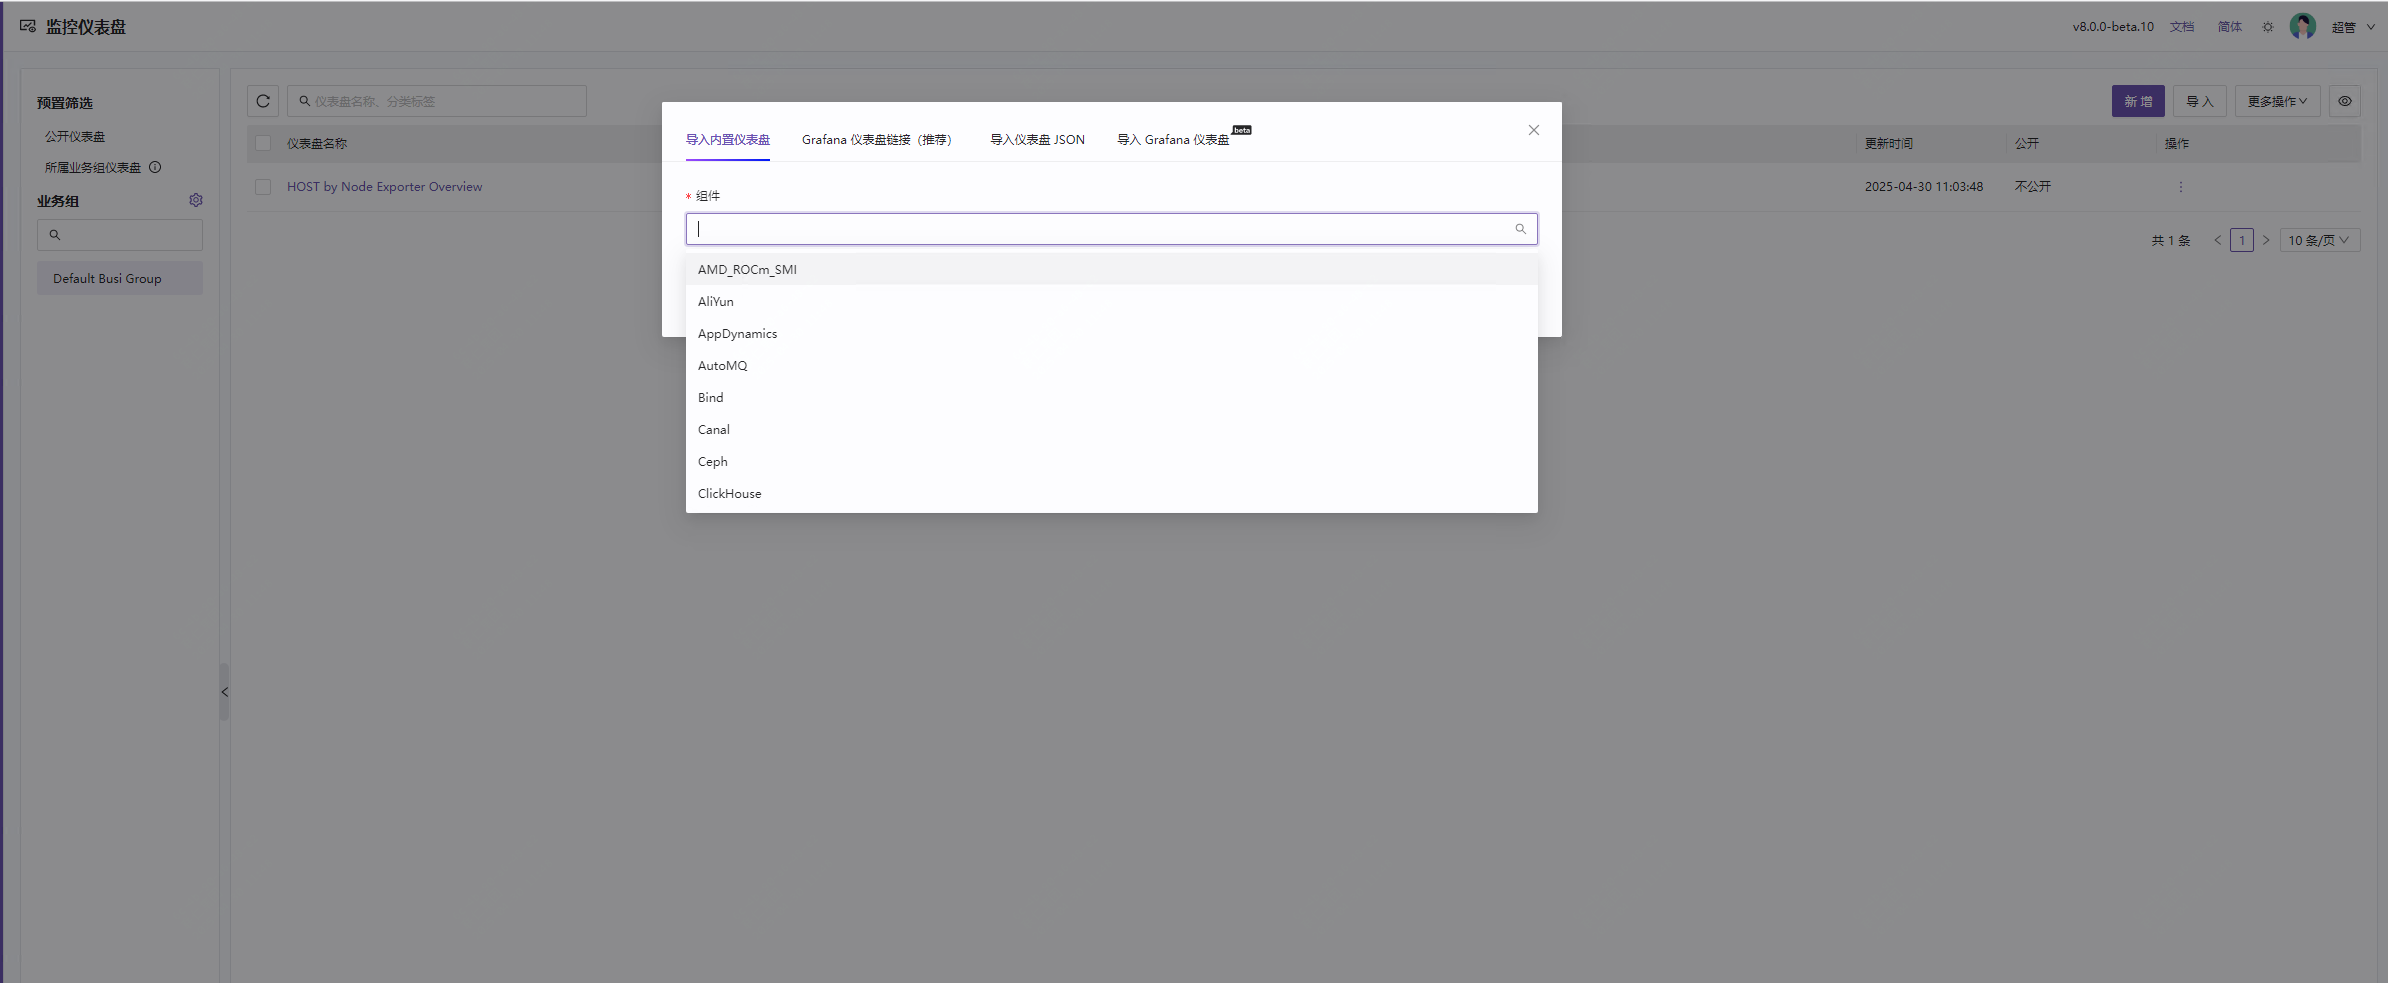 监控仪表盘
v8.0.0-beta.10 文档 简体 超管
预置筛选
公开仪表盘
所属业务组仪表盘
业务组
Default Busi Group
仪表盘名称、分类标签
新增 导入 更多操作
仪表盘名称 更新时间 公开 操作
HOST by Node Exporter Overview 2025-04-30 11:03:48 不公开
共 1 条 1 10 条/页
导入内置仪表盘 Grafana 仪表盘链接（推荐） 导入仪表盘 JSON 导入 Grafana 仪表盘 beta
* 组件
AMD_ROCm_SMI
AliYun
AppDynamics
AutoMQ
Bind
Canal
Ceph
ClickHouse